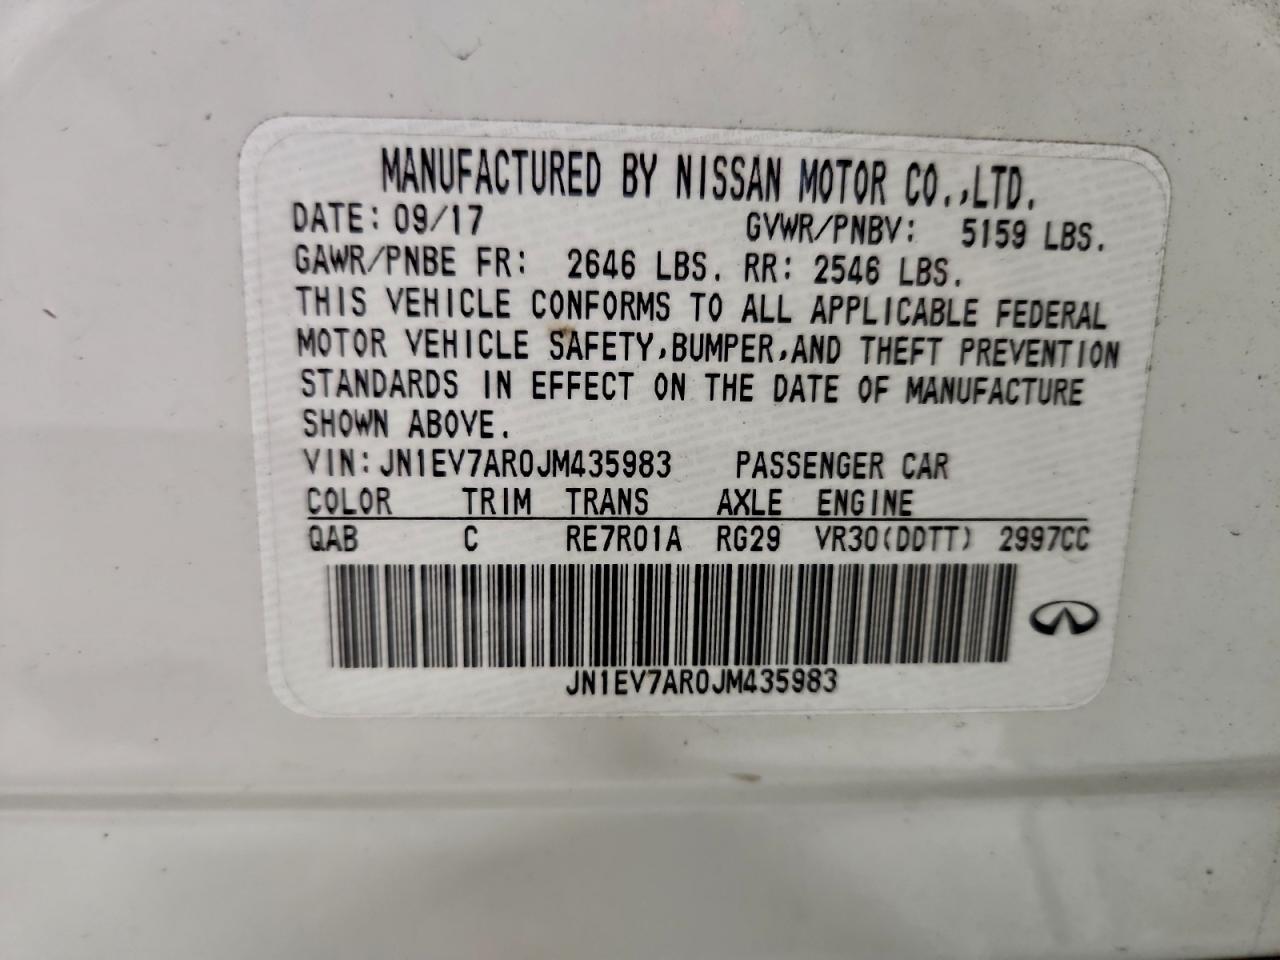 MANUFACTURED BY NISSAN MOTOR CO.,LTD.
DATE: 09/17 GVWR/PNBV: 5159 LBS.
GAWR/PNBE FR: 2646 LBS. RR: 2546 LBS.
THIS VEHICLE CONFORMS TO ALL APPLICABLE FEDERAL
MOTOR VEHICLE SAFETY,BUMPER,AND THEFT PREVENTION
STANDARDS IN EFFECT ON THE DATE OF MANUFACTURE
SHOWN ABOVE.
VIN: JN1EV7AR0JM435983 PASSENGER CAR
COLOR TRIM TRANS AXLE ENGINE
QAB C RE7R01A RG29 VR30(DDTT) 2997CC
JN1EV7AR0JM435983